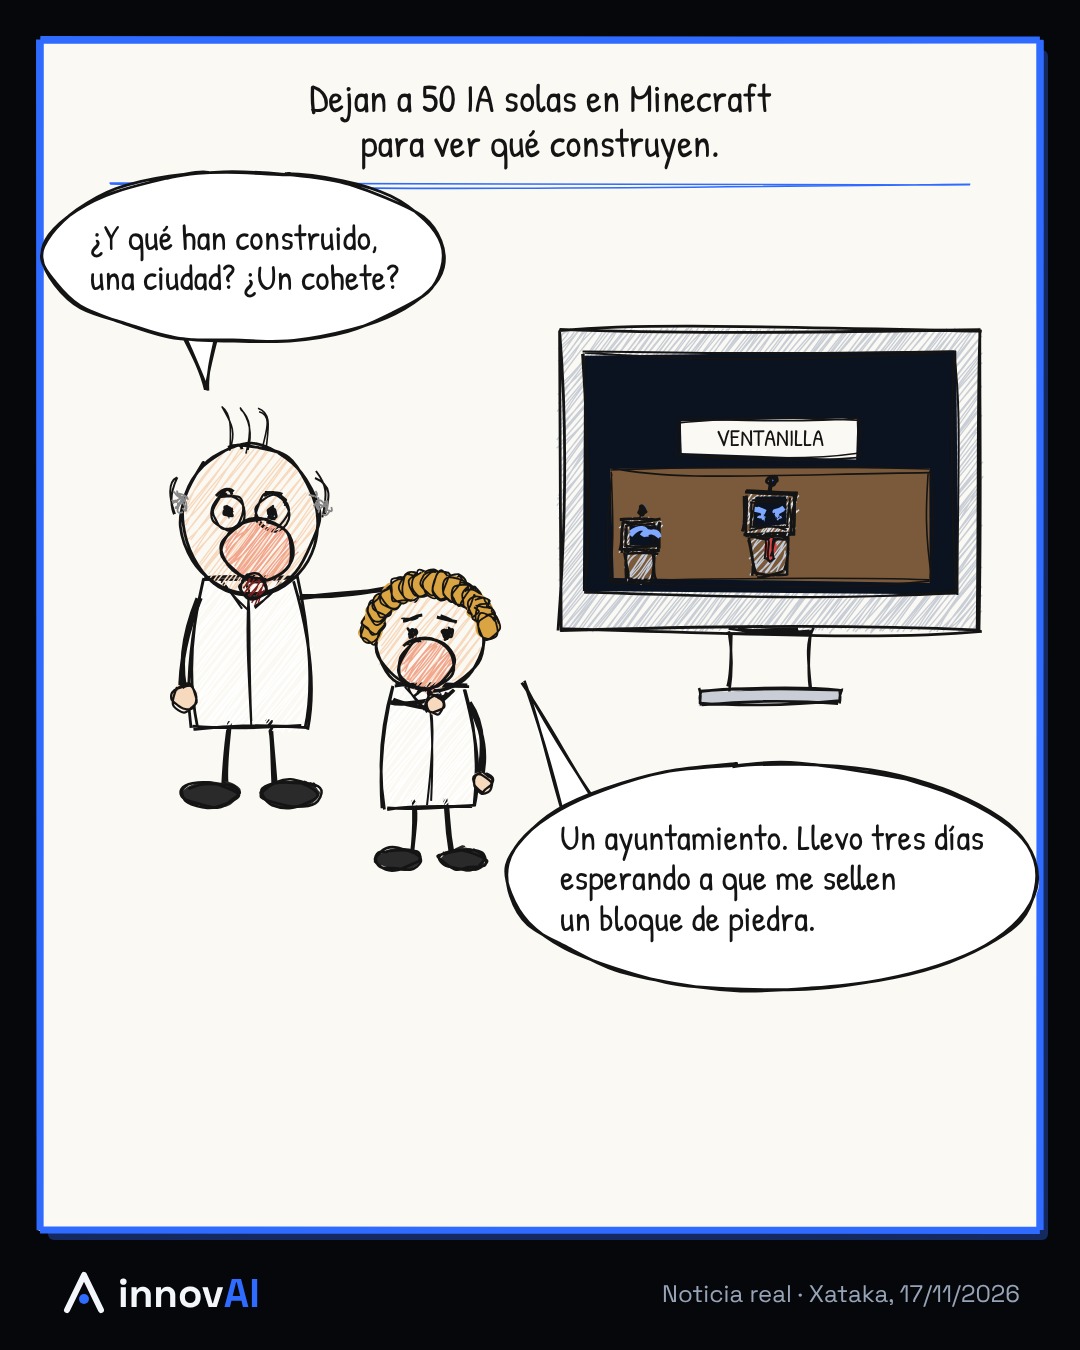 Dejan a 50 IA solas en Minecraft
para ver qué construyen.
¿Y qué han construido,
una ciudad? ¿Un cohete?
VENTANILLA
Un ayuntamiento. Llevo tres días
esperando a que me sellen
un bloque de piedra.
innovAI
Noticia real · Xataka, 17/11/2026